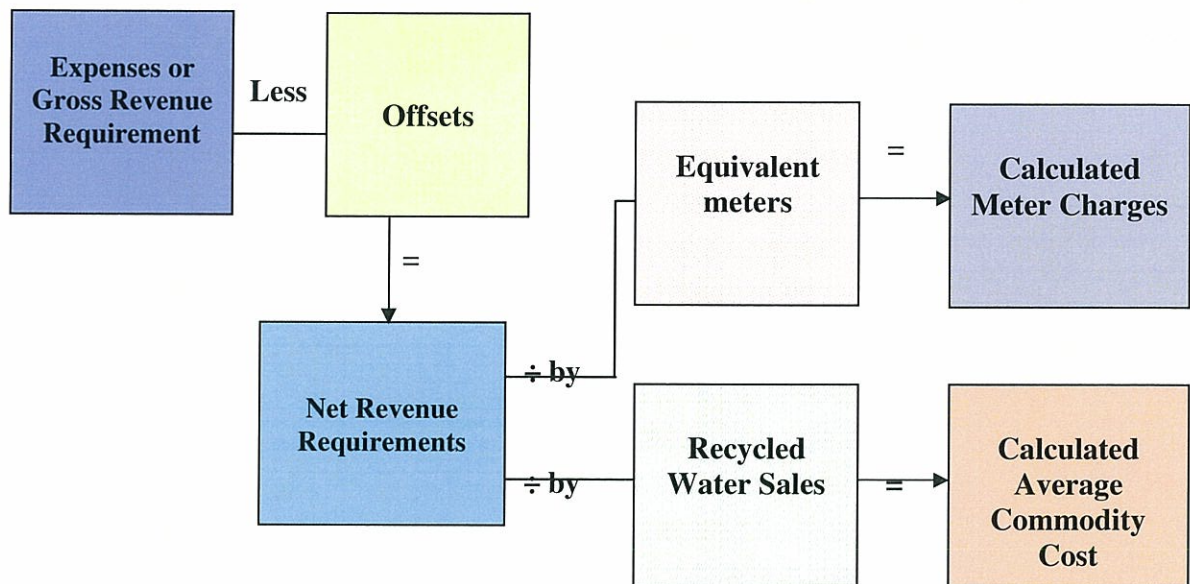 Expenses or
Gross Revenue
Requirement
Less
Offsets
=
Net Revenue
Requirements
÷ by
Equivalent
meters
=
Calculated
Meter Charges
÷ by
Recycled
Water Sales
=
Calculated
Average
Commodity
Cost